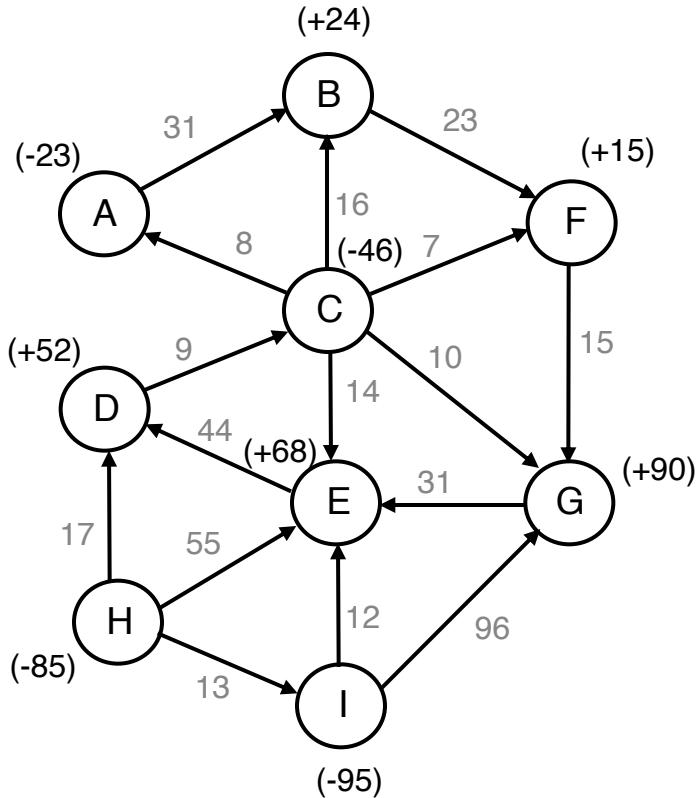 (+24)
B
31
23
(-23)
(+15)
A
F
16
8
(-46)
7
C
(+52)
9
10
15
D
14
44
(+68)
31
(+90)
E
G
17
55
H
12
96
(-85)
13
I
(-95)